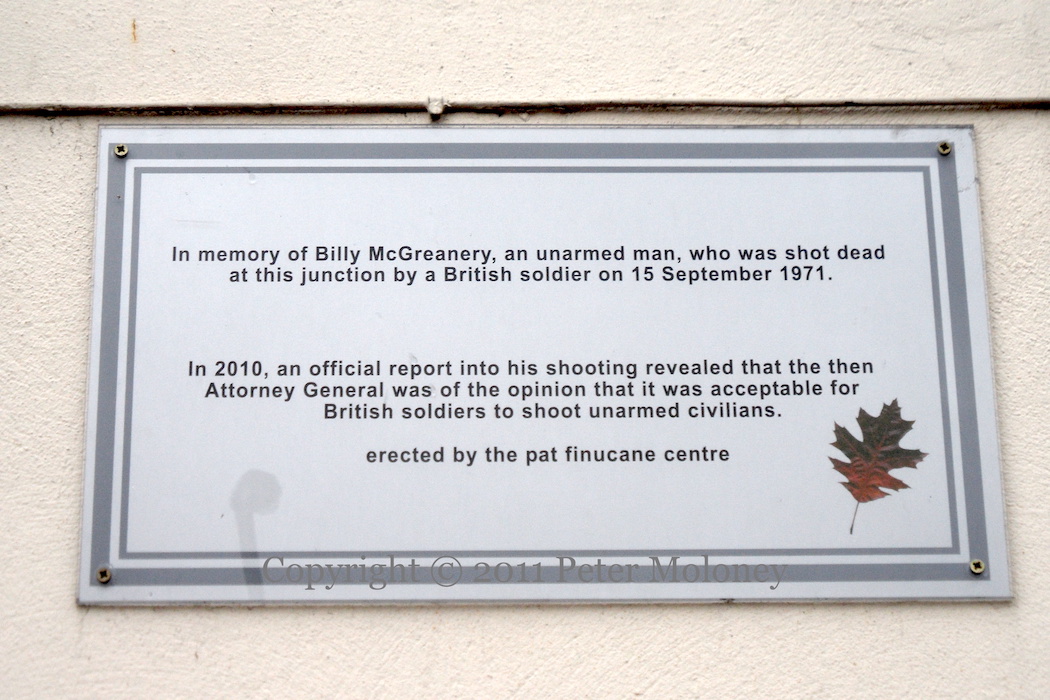 In memory of Billy McGreanery, an unarmed man, who was shot dead
at this junction by a British soldier on 15 September 1971.
In 2010, an official report into his shooting revealed that the then
Attorney General was of the opinion that it was acceptable for
British soldiers to shoot unarmed civilians.
erected by the pat finucane centre
Copyright © 2011 Peter Moloney